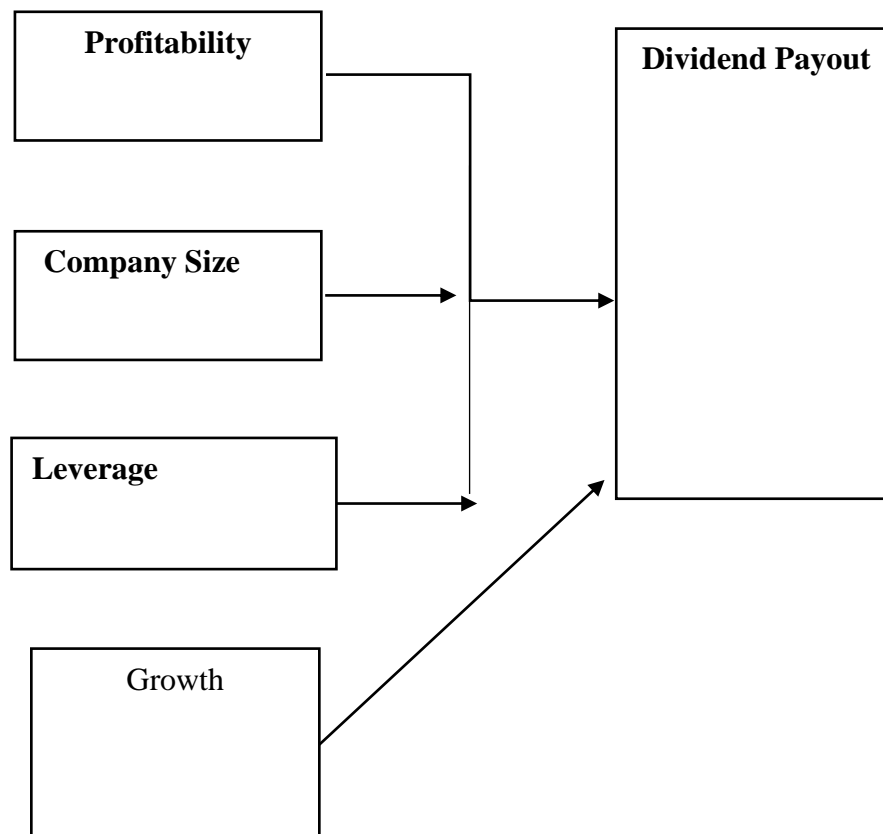 Profitability
Dividend Payout
Company Size
Leverage
Growth